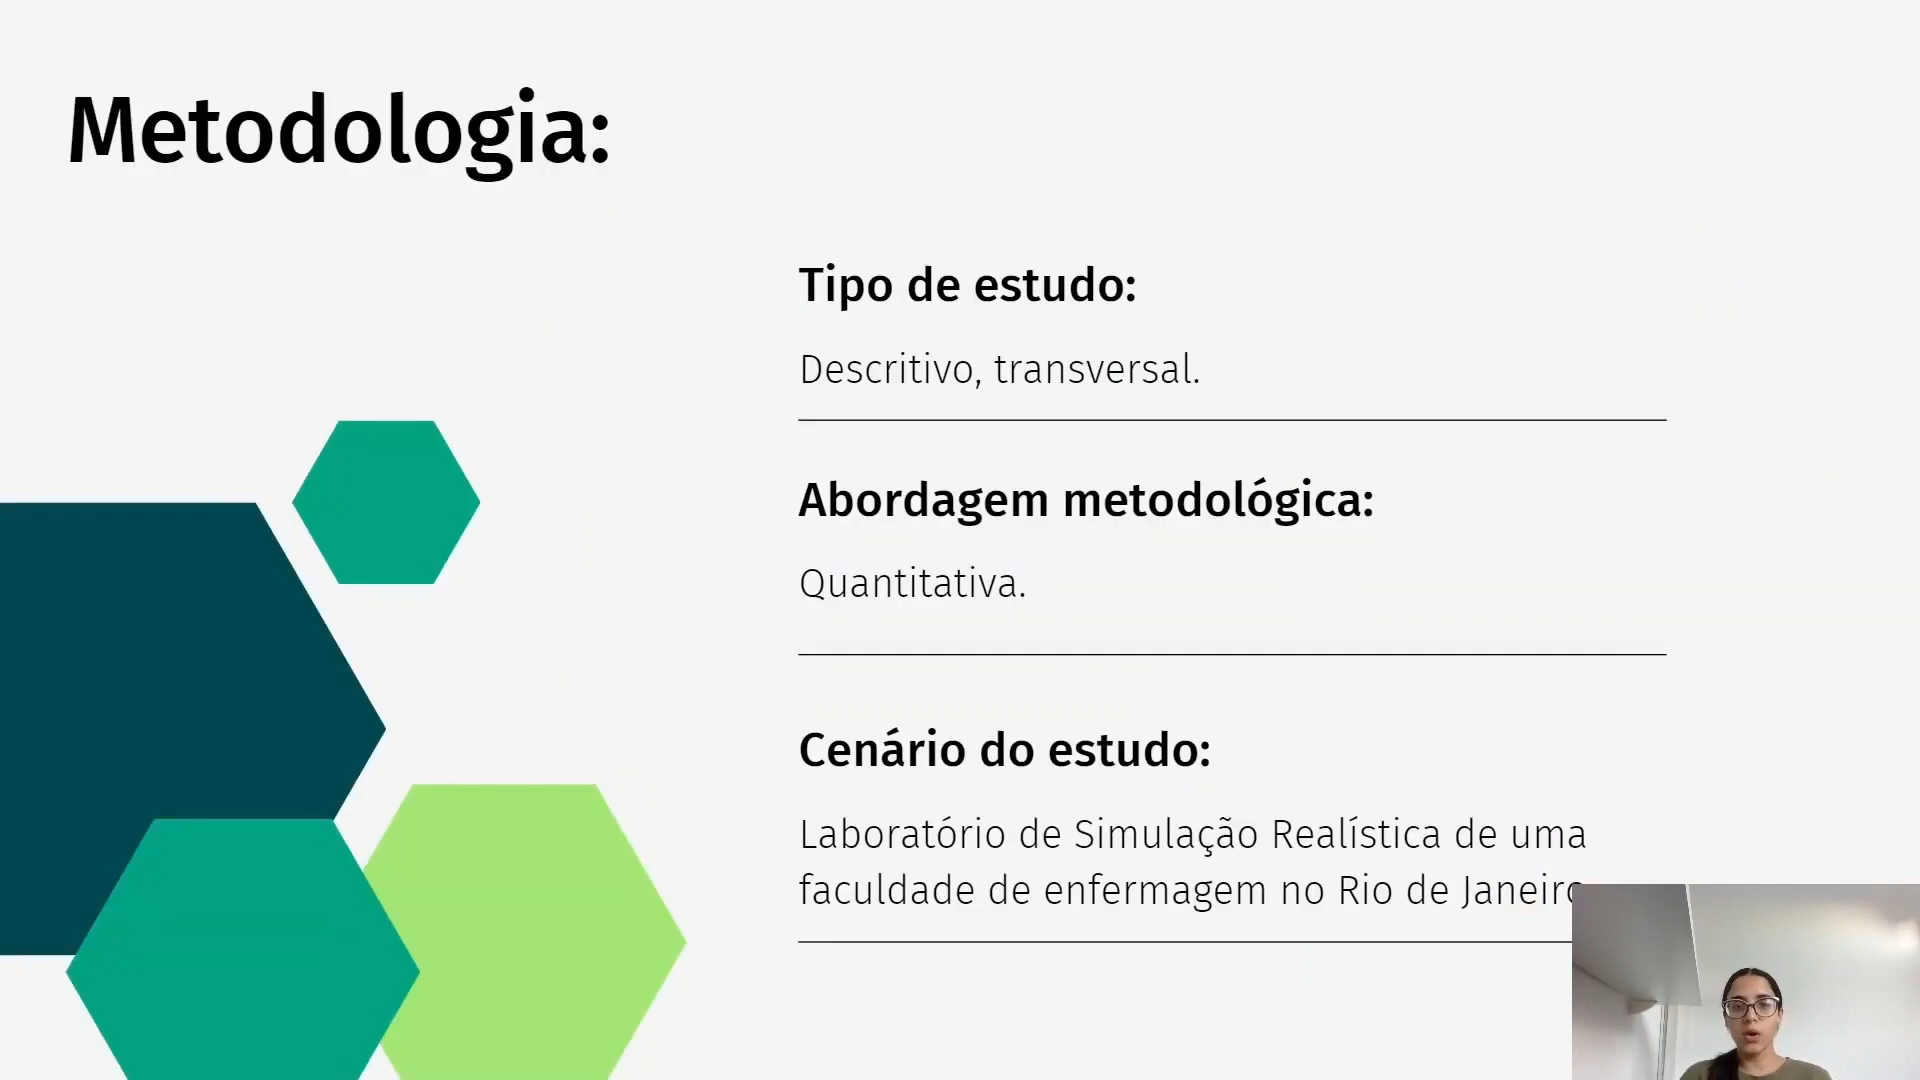 Metodologia:
Tipo de estudo:
Descritivo, transversal.
Abordagem metodológica:
Quantitativa.
Cenário do estudo:
Laboratório de Simulação Realística de uma
faculdade de enfermagem no Rio de Janeiro